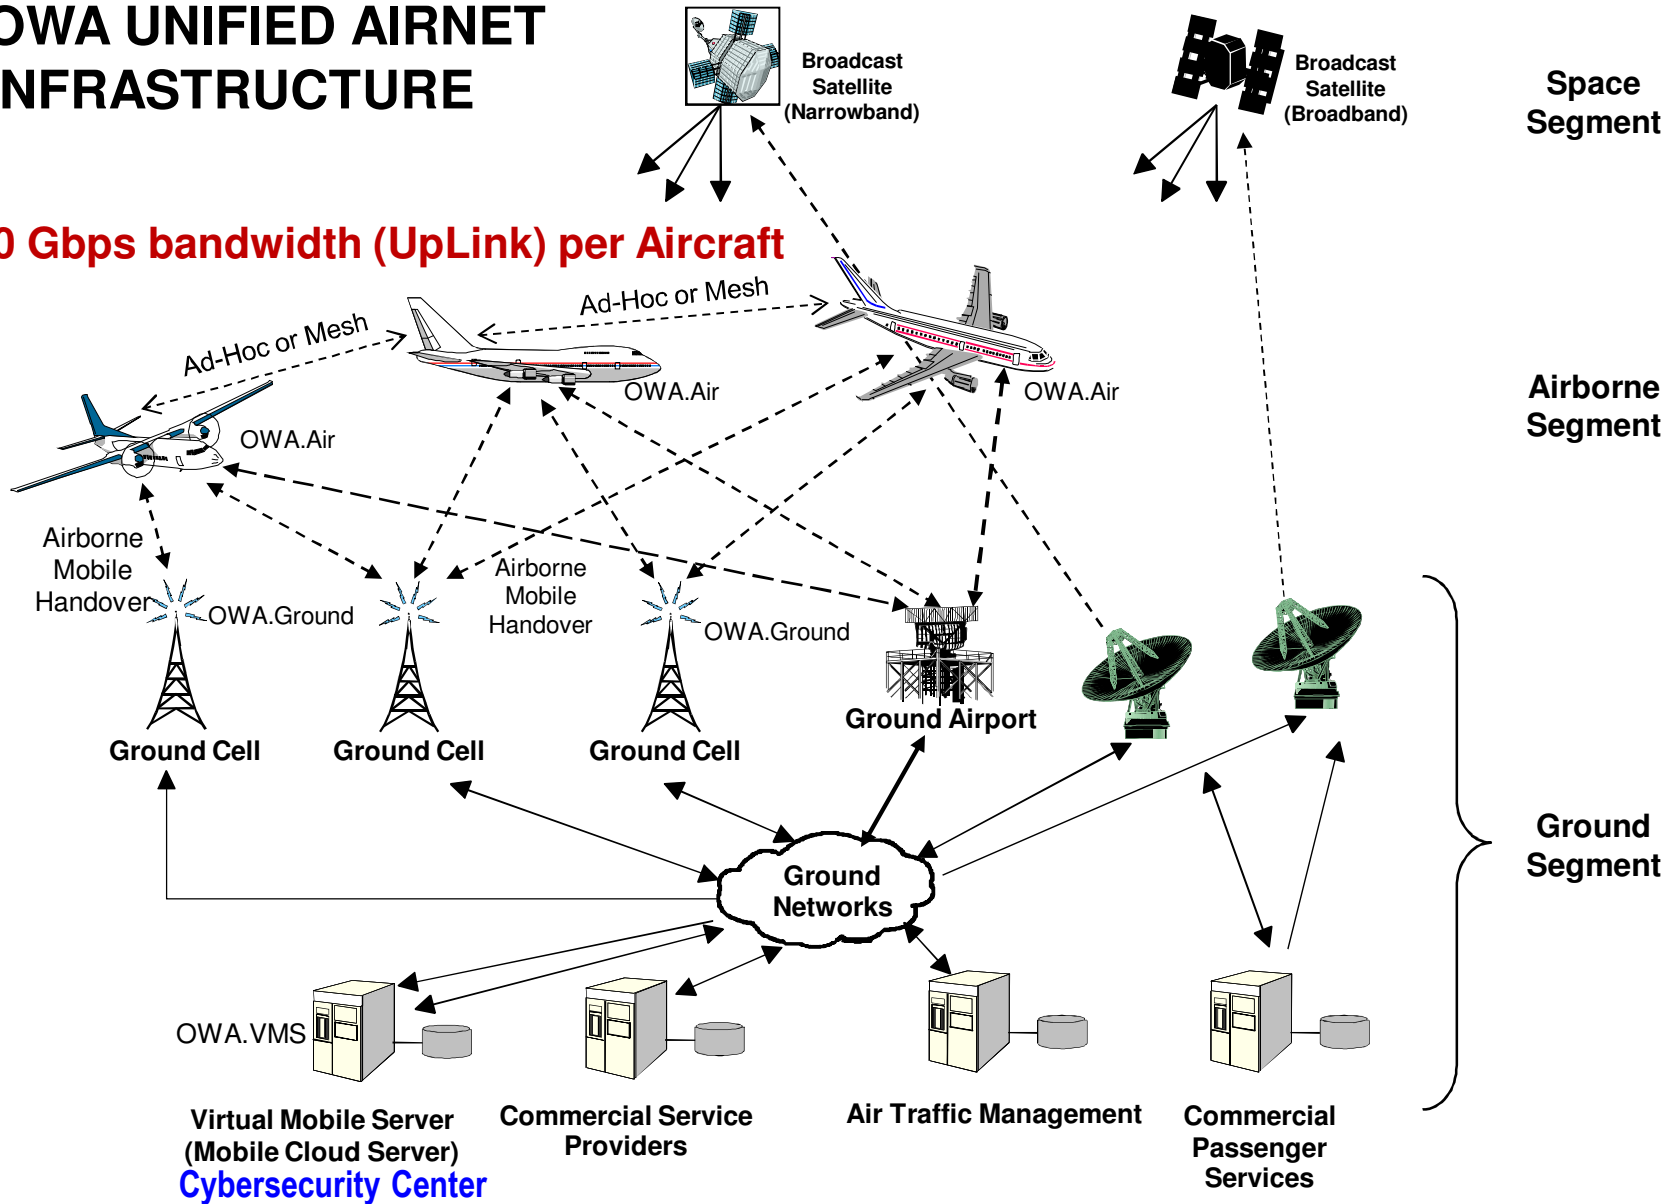 OWA UNIFIED AIRNET
NFRASTRUCTURE
Broadcast
Satellite
(Narrowband)
Broadcast
Satellite
(Broadband)
Space
Segment
0 Gbps bandwidth (UpLink) per Aircraft
Ad-Hoc or Mesh
Ad-Hoc or Mesh
OWA.Air
OWA.Air
OWA.Air
Airborne
Segment
Airborne
Mobile
Handover
OWA.Ground
Airborne
Mobile
Handover
OWA.Ground
Ground Cell
Ground Cell
Ground Cell
Ground Airport
Ground
Networks
Ground
Segment
OWA.VMS
Virtual Mobile Server
(Mobile Cloud Server)
Cybersecurity Center
Commercial Service
Providers
Air Traffic Management
Commercial
Passenger
Services